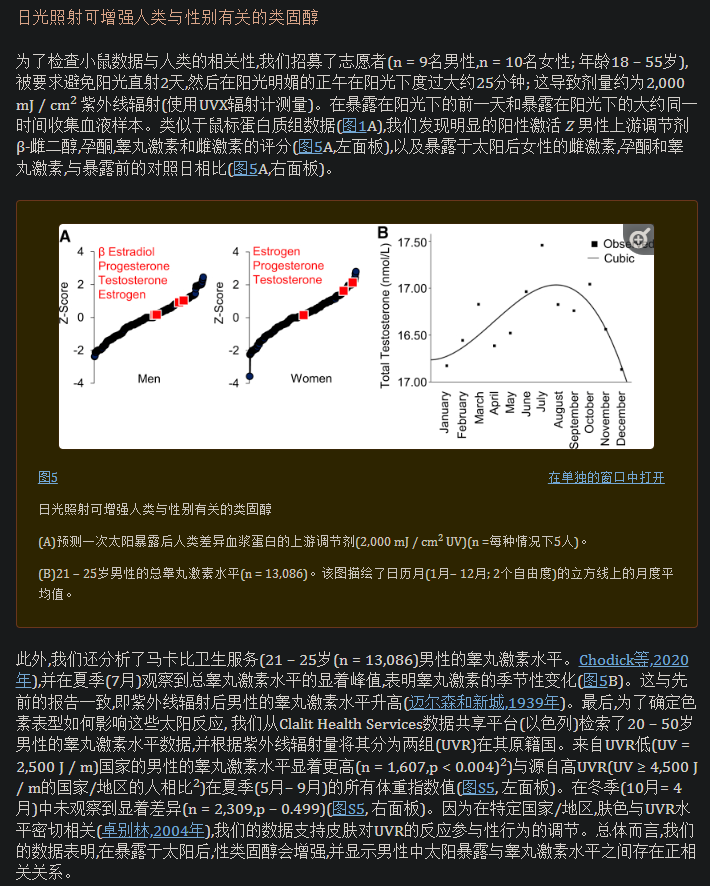 日光照射可增强人类与性别有关的类固醇
为了检查小鼠数据与人类的相关性,我们招募了志愿者(n = 9名男性,n = 10名女性; 年龄18 – 55岁),
被要求避免阳光直射2天,然后在阳光明媚的正午在阳光下度过大约25分钟; 这导致剂量约为2,000
mJ / cm2 紫外线辐射(使用UVX辐射计测量)。在暴露在阳光下的前一天和暴露在阳光下的大约同一
时间收集血液样本。类似于鼠标蛋白质组数据(图1A),我们发现明显的阳性激活 Z 男性上游调节剂
β-雌二醇,孕酮,睾丸激素和雌激素的评分(图5A,左面板),以及暴露于太阳后女性的雌激素,孕酮和睾
丸激素,与暴露前的对照日相比(图5A,右面板)。
A
β Estradiol
Progesterone
Testosterone
Estrogen
Z-Score
4
2
0
-2
-4
Men
Estrogen
Progesterone
Testosterone
Z-Score
4
2
0
-2
-4
Women
B
Total Testosterone (nmol/L)
17.50
17.00
16.50
17.00
Observed
Cubic
January
February
March
April
May
June
July
August
September
October
November
December
图5
在单独的窗口中打开
日光照射可增强人类与性别有关的类固醇
(A)预测一次太阳暴露后人类差异血浆蛋白的上游调节剂(2,000 mJ / cm2 UV)(n =每种情况下5人)。
(B)21 – 25岁男性的总睾丸激素水平(n = 13,086)。该图描绘了日历月(1月– 12月; 2个自由度)的立方线上的月度平
均值。
此外,我们还分析了马卡比卫生服务(21 – 25岁(n = 13,086)男性的睾丸激素水平。Chodick等,2020
年),并在夏季(7月)观察到总睾丸激素水平的显着峰值,表明睾丸激素的季节性变化(图5B)。这与先
前的报告一致,即紫外线辐射后男性的睾丸激素水平升高(迈尔森和新城,1939年)。最后,为了确定色
素表型如何影响这些太阳反应, 我们从Clalit Health Services数据共享平台(以色列)检索了20 – 50岁
男性的睾丸激素水平数据,并根据紫外线辐射量将其分为两组(UVR)在其原籍国。来自UVR低(UV =
2,500 J / m)国家的男性的睾丸激素水平显着更高(n = 1,607,p < 0.004)2)与源自高UVR(UV ≥ 4,500 J
/ m的国家/地区的人相比2)在夏季(5月– 9月)的所有体重指数值(图S5, 左面板)。在冬季(10月= 4
月)中未观察到显着差异(n = 2,309,p – 0.499)(图S5, 右面板)。因为在特定国家/地区,肤色与UVR水
平密切相关(卓别林,2004年),我们的数据支持皮肤对UVR的反应参与性行为的调节。总体而言,我们
的数据表明,在暴露于太阳后,性类固醇会增强,并显示男性中太阳暴露与睾丸激素水平之间存在正相
关关系。